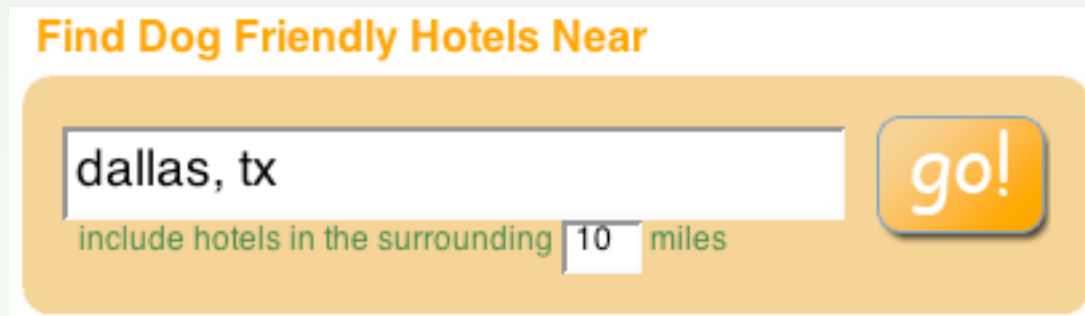 Find Dog Friendly Hotels Near
dallas, tx
go!
include hotels in the surrounding 10 miles